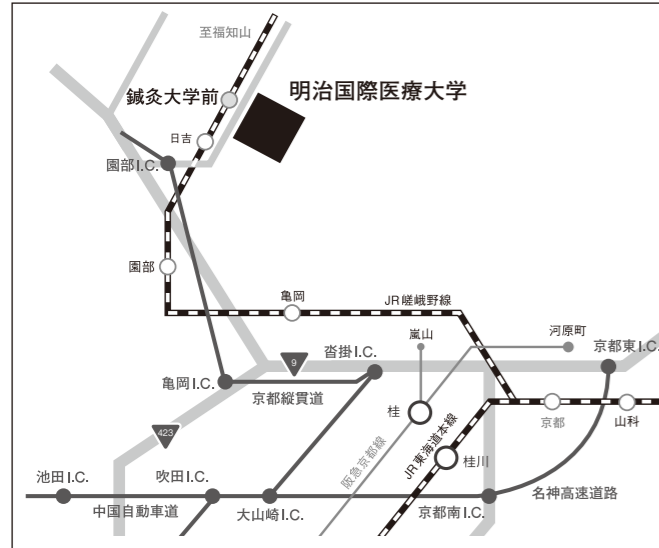 至福知山
鍼灸大学前
明治国際医療大学
日吉
園部I.C.
園部
亀岡
JR嵯峨野線
嵐山
河原町
沓掛I.C.
京都東I.C.
9
亀岡I.C.
京都縦貫道
桂
京都
山科
423
阪急京都線
JR東海道本線
桂川
池田I.C.
吹田I.C.
中国自動車道
大山崎I.C.
京都南I.C.
名神高速道路